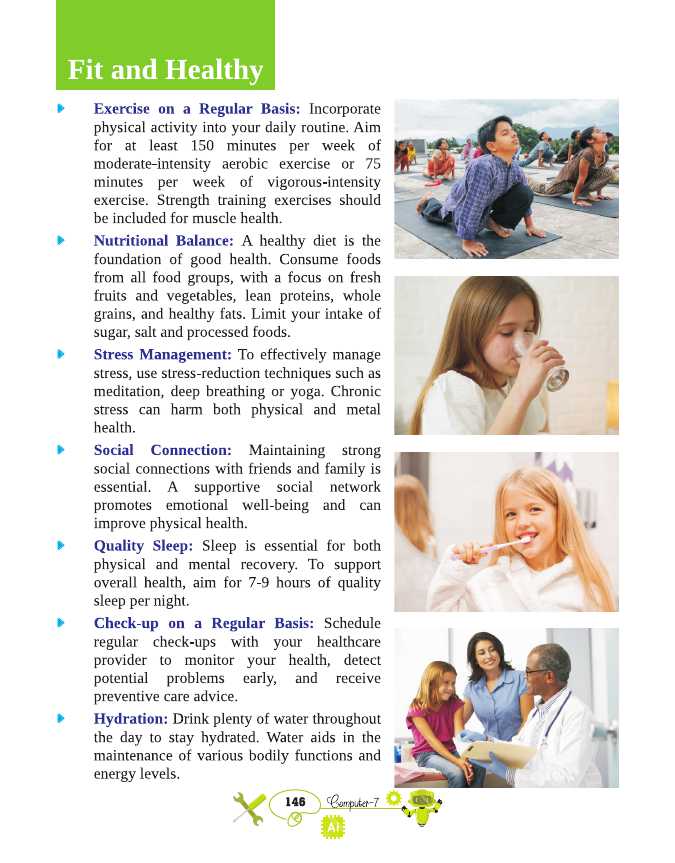 Fit and Healthy
Exercise on a Regular Basis: Incorporate
physical activity into your daily routine. Aim
for at least 150 minutes per week of
moderate-intensity aerobic exercise or 75
minutes per week of vigorous-intensity
exercise. Strength training exercises should
be included for muscle health.
Nutritional Balance: A healthy diet is the
foundation of good health. Consume foods
from all food groups, with a focus on fresh
fruits and vegetables, lean proteins, whole
grains, and healthy fats. Limit your intake of
sugar, salt and processed foods.
Stress Management: To effectively manage
stress, use stress-reduction techniques such as
meditation, deep breathing or yoga. Chronic
stress can harm both physical and metal
health.
Social Connection: Maintaining strong
social connections with friends and family is
essential. A supportive social network
promotes emotional well-being and can
improve physical health.
Quality Sleep: Sleep is essential for both
physical and mental recovery. To support
overall health, aim for 7-9 hours of quality
sleep per night.
Check-up on a Regular Basis: Schedule
regular check-ups with your healthcare
provider to monitor your health, detect
potential problems early, and receive
preventive care advice.
Hydration: Drink plenty of water throughout
the day to stay hydrated. Water aids in the
maintenance of various bodily functions and
energy levels.
146 Computer-7
AI